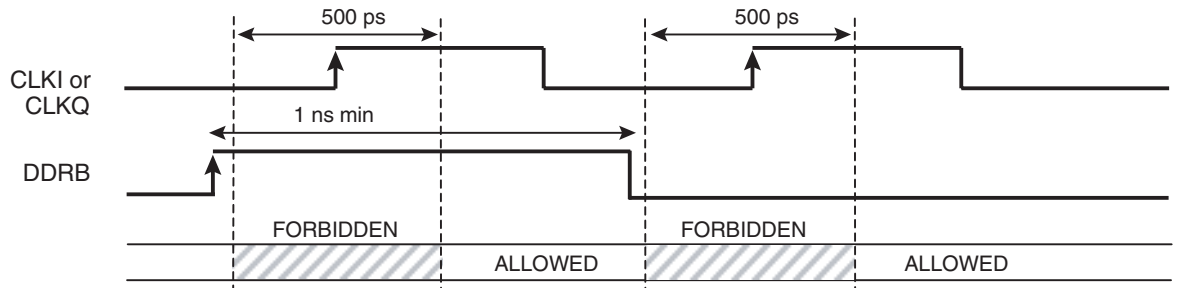 500 ps
500 ps
CLKI or
CLKQ
1 ns min
DDRB
FORBIDDEN
FORBIDDEN
ALLOWED
ALLOWED